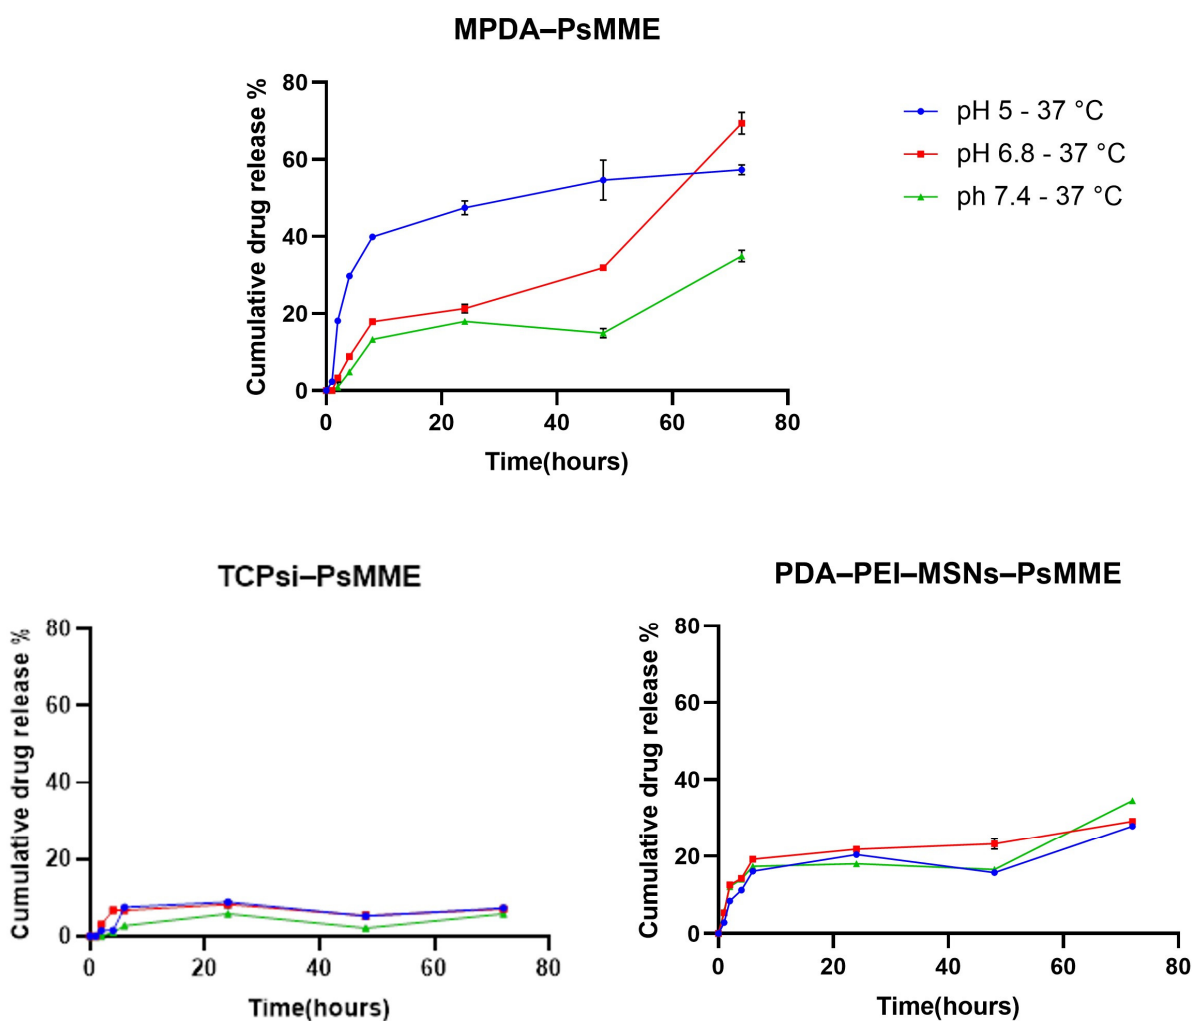 MPDA–PsMME
Cumulative drug release %
80
60
40
20
0
0 20 40 60 80
Time(hours)
pH 5 - 37 °C
pH 6.8 - 37 °C
ph 7.4 - 37 °C
TCPsi–PsMME
Cumulative drug release %
80
60
40
20
0
0 20 40 60 80
Time(hours)
PDA–PEI–MSNs–PsMME
Cumulative drug release %
80
60
40
20
0
0 20 40 60 80
Time(hours)